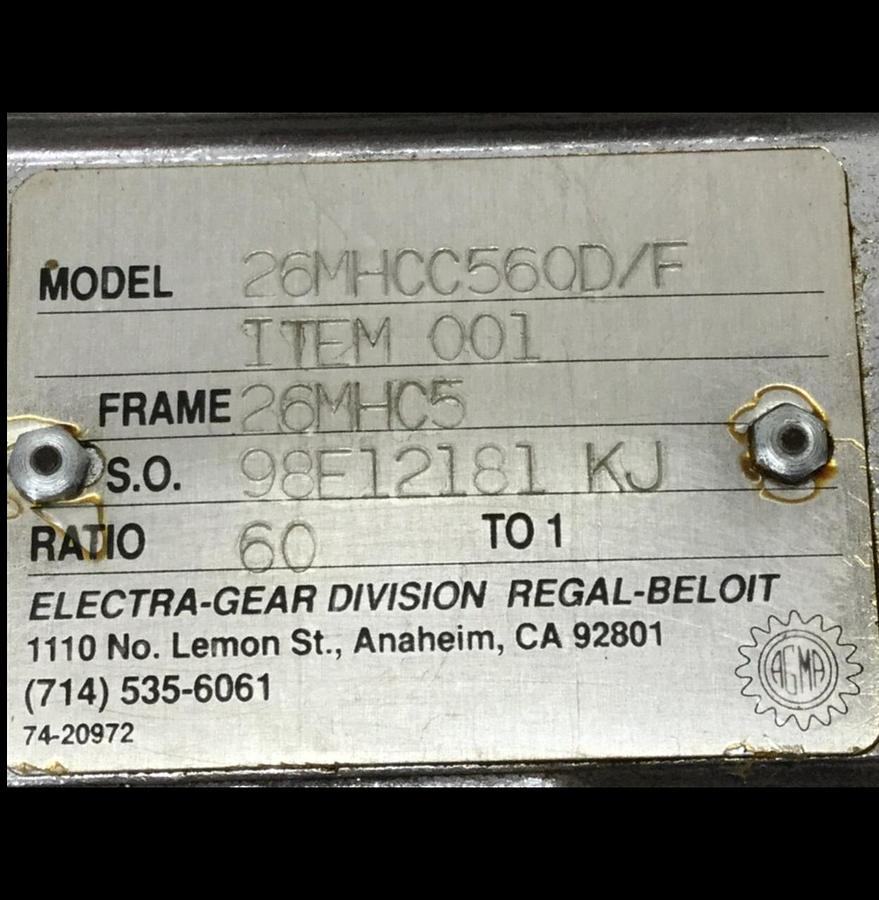 MODEL 26MHCC560D/F
ITEM 001
FRAME 26MHC5
S.O. 98E12181 KJ
RATIO 60 TO 1
ELECTRA-GEAR DIVISION REGAL-BELOIT
1110 No. Lemon St., Anaheim, CA 92801
(714) 535-6061
AGMA
74-20972